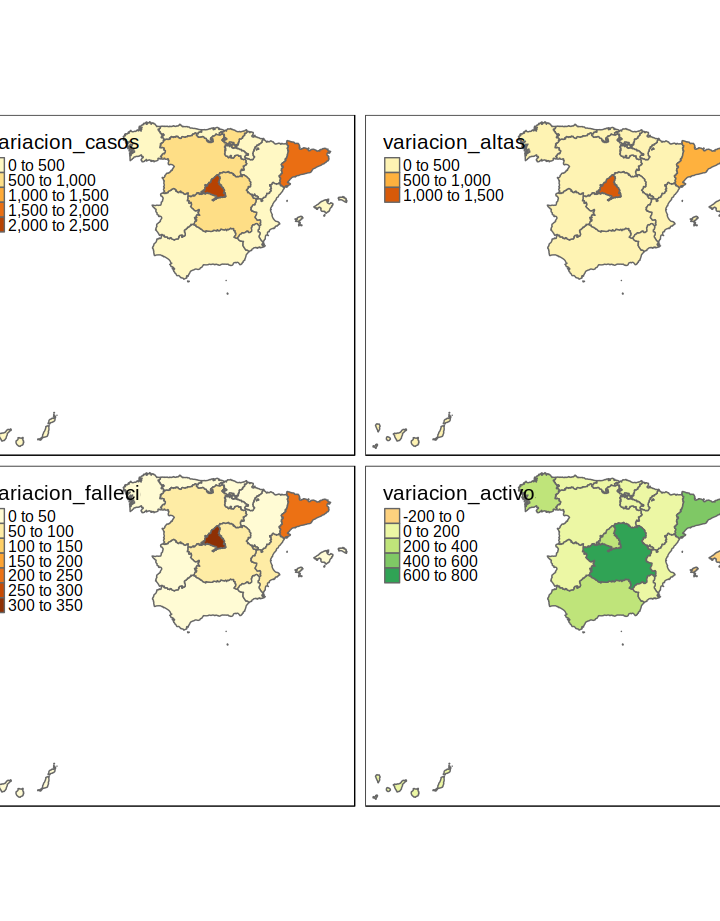 ariacion_casos
0 to 500
500 to 1,000
1,000 to 1,500
1,500 to 2,000
2,000 to 2,500
variacion_altas
0 to 500
500 to 1,000
1,000 to 1,500
ariacion_falleci
0 to 50
50 to 100
100 to 150
150 to 200
200 to 250
250 to 300
300 to 350
variacion_activo
-200 to 0
0 to 200
200 to 400
400 to 600
600 to 800